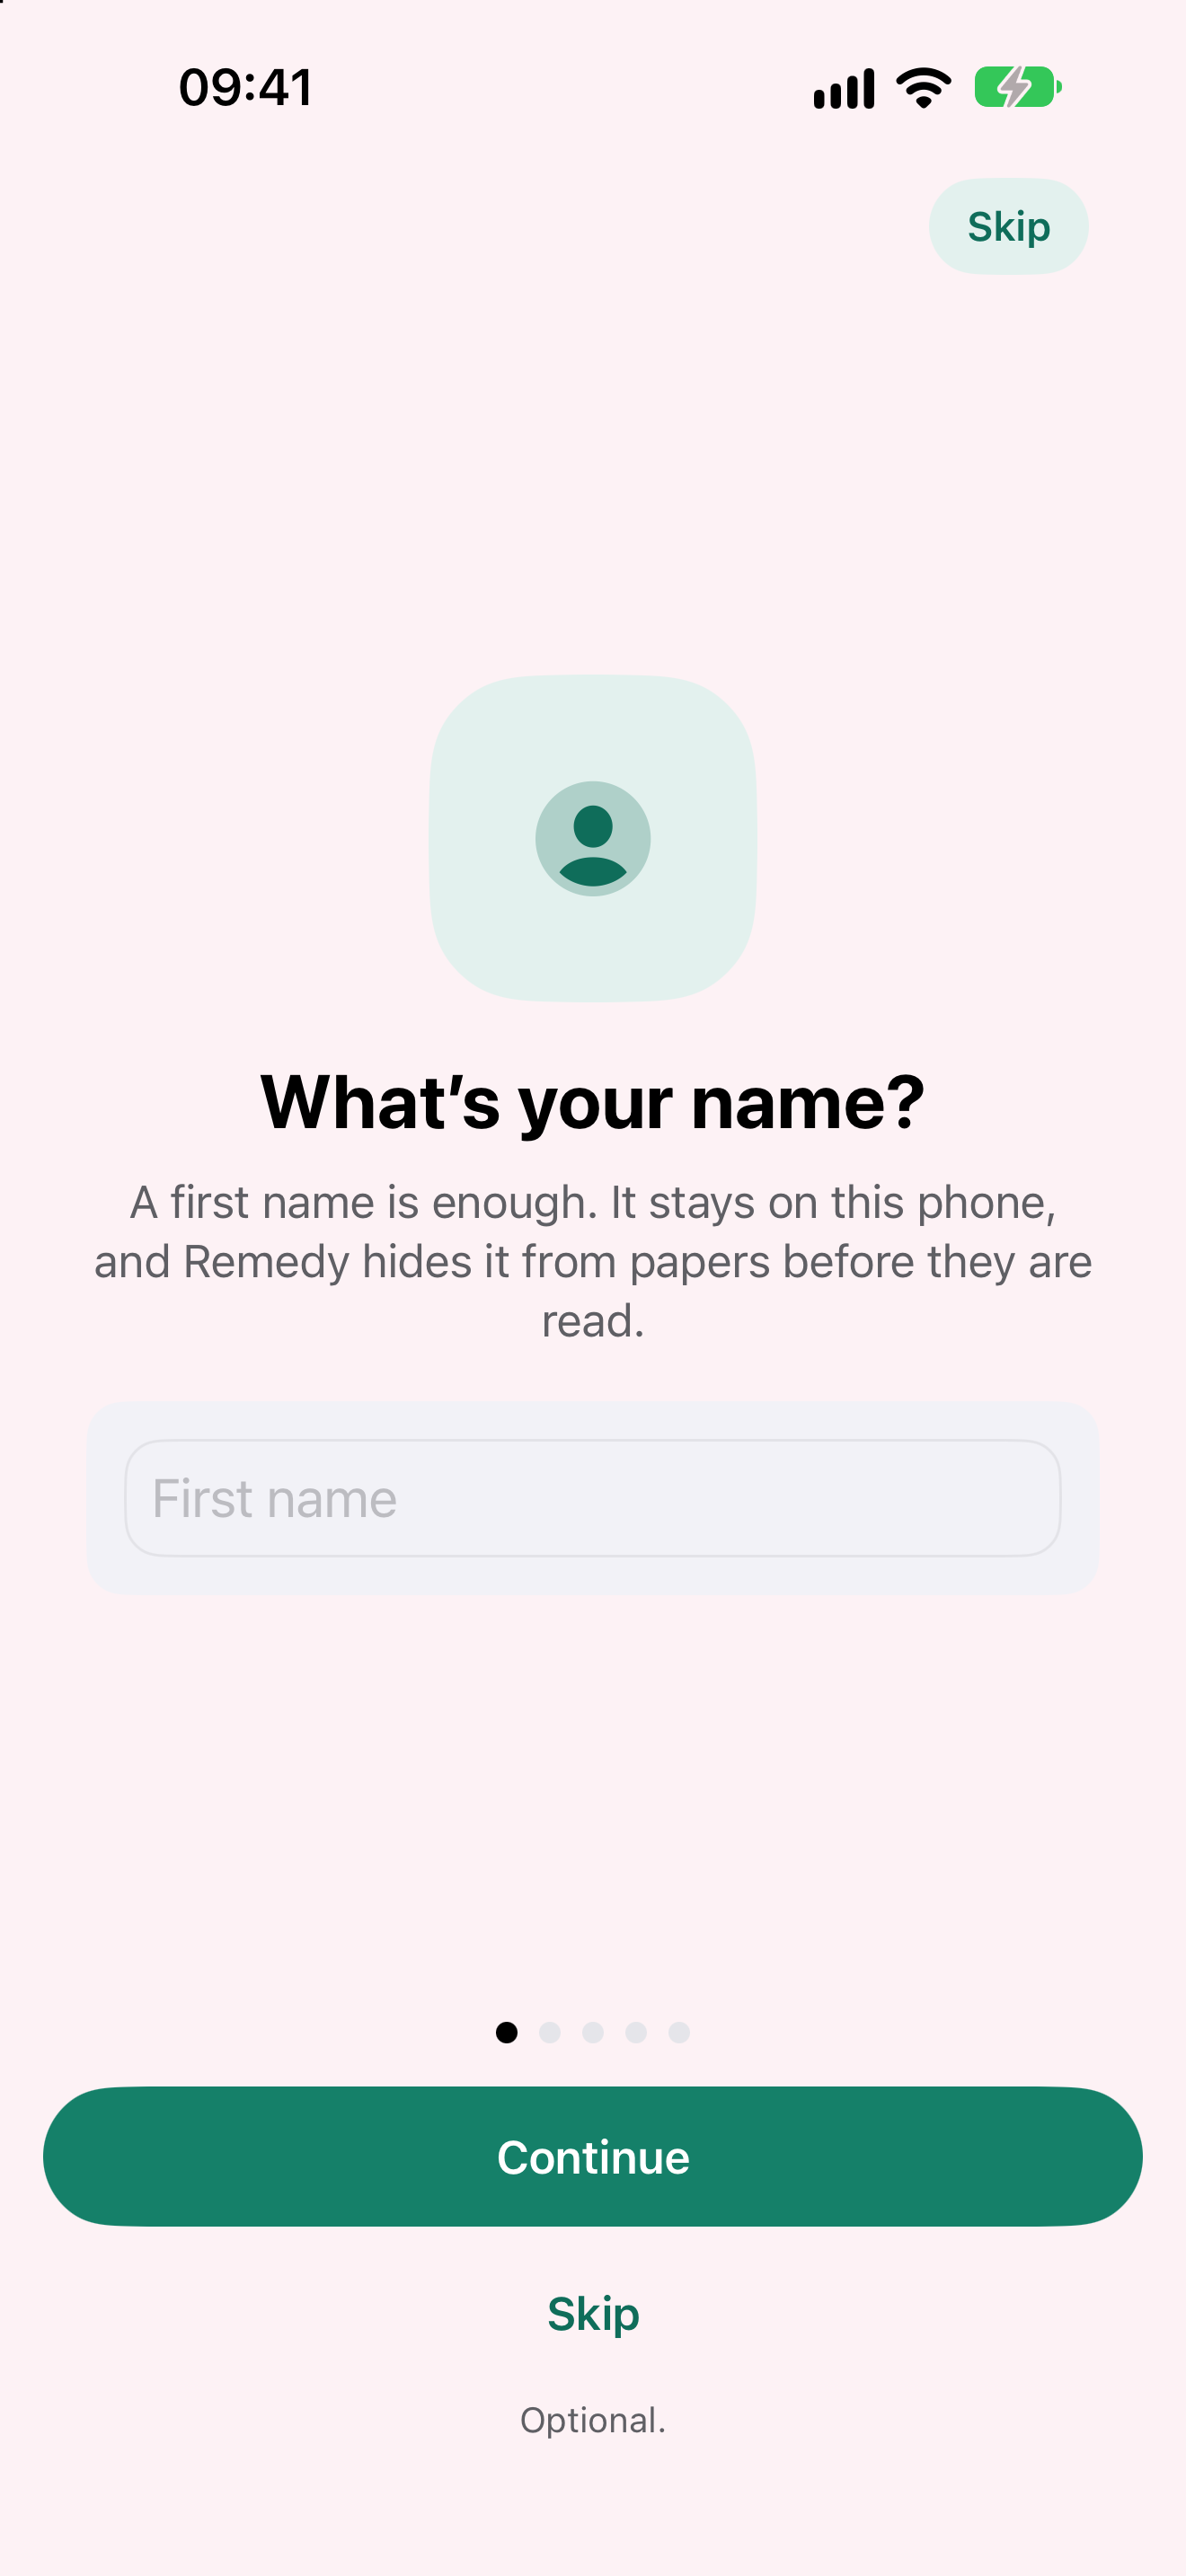 09:41
Skip
What’s your name?
A first name is enough. It stays on this phone,
and Remedy hides it from papers before they are
read.
First name
Continue
Skip
Optional.